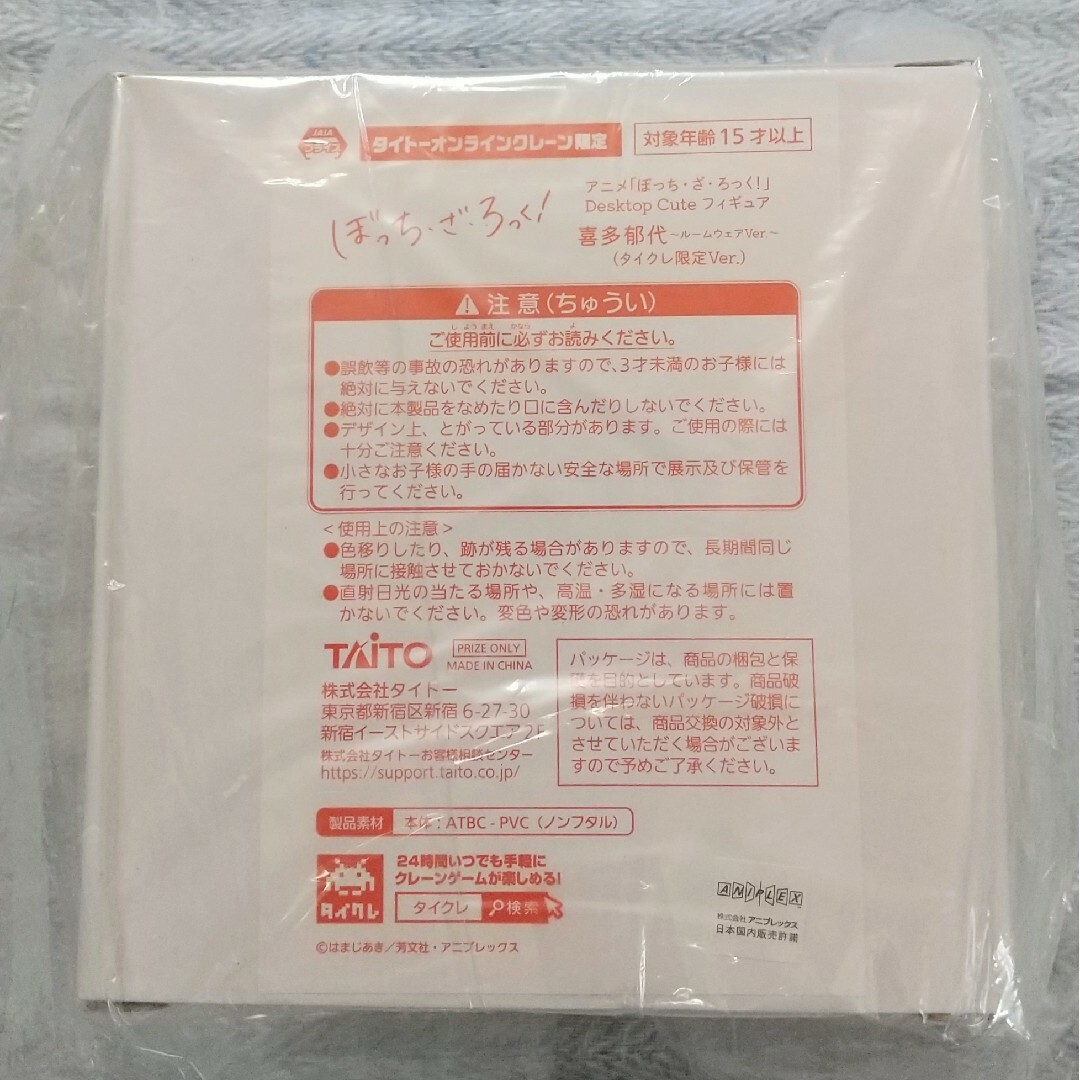 JAIA
タイトーオンラインクレーン限定
対象年齢15才以上
ぼっち・ざ・ろっく!
アニメ「ぼっち・ざ・ろっく!」
Desktop Cute フィギュア
喜多郁代~ルームウェアVer.~
(タイクレ限定Ver.)
注意(ちゅうい)
しようまえ かなら よ
ご使用前に必ずお読みください。
●誤飲等の事故の恐れがありますので、3才未満のお子様には
絶対に与えないでください。
●絶対に本製品をなめたり口に含んだりしないでください。
●デザイン上、とがっている部分があります。ご使用の際には
十分ご注意ください。
●小さなお子様の手の届かない安全な場所で展示及び保管を
行ってください。
<使用上の注意>
●色移りしたり、跡が残る場合がありますので、長期間同じ
場所に接触させておかないでください。
●直射日光の当たる場所や、高温・多湿になる場所には置
かないでください。変色や変形の恐れがあります。
TAITO
PRIZE ONLY
MADE IN CHINA
株式会社タイトー
東京都新宿区新宿6-27-30
新宿イーストサイドスクエア2F
株式会社タイトーお客様相談センター
https://support.taito.co.jp/
パッケージは、商品の梱包と保
護を目的としています。商品破
損を伴わないパッケージ破損に
ついては、商品交換の対象外と
させていただく場合がございま
すので予めご了承ください。
製品素材 本体:ATBC-PVC(ノンフタル)
タイクレ
24時間いつでも手軽に
クレーンゲームが楽しめる!
タイクレ 検索
©はまじあき/芳文社・アニプレックス
ANIPLEX
株式会社アニプレックス
日本国内販売許諾